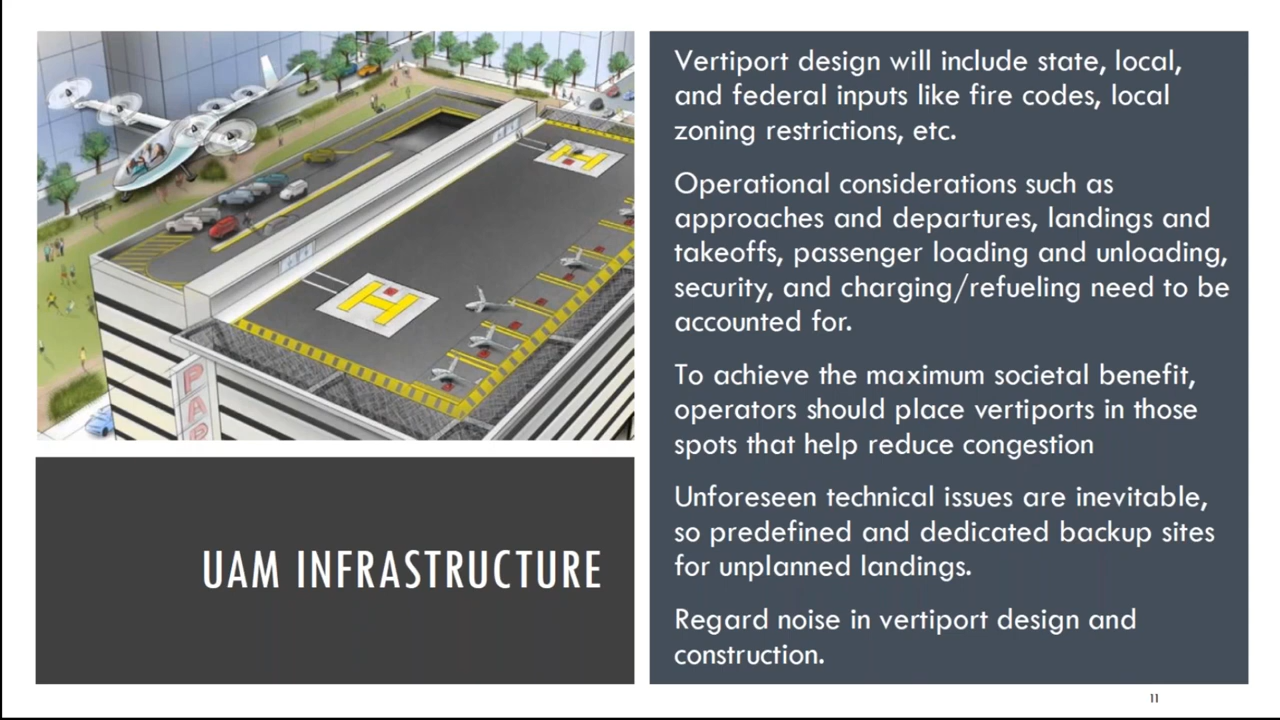 Vertiport design will include state, local,
and federal inputs like fire codes, local
zoning restrictions, etc.
Operational considerations such as
approaches and departures, landings and
takeoffs, passenger loading and unloading,
security, and charging/refueling need to be
accounted for.
To achieve the maximum societal benefit,
operators should place vertiports in those
spots that help reduce congestion
Unforeseen technical issues are inevitable,
so predefined and dedicated backup sites
for unplanned landings.
Regard noise in vertiport design and
construction.
H
H
PAR
UAM INFRASTRUCTURE
11